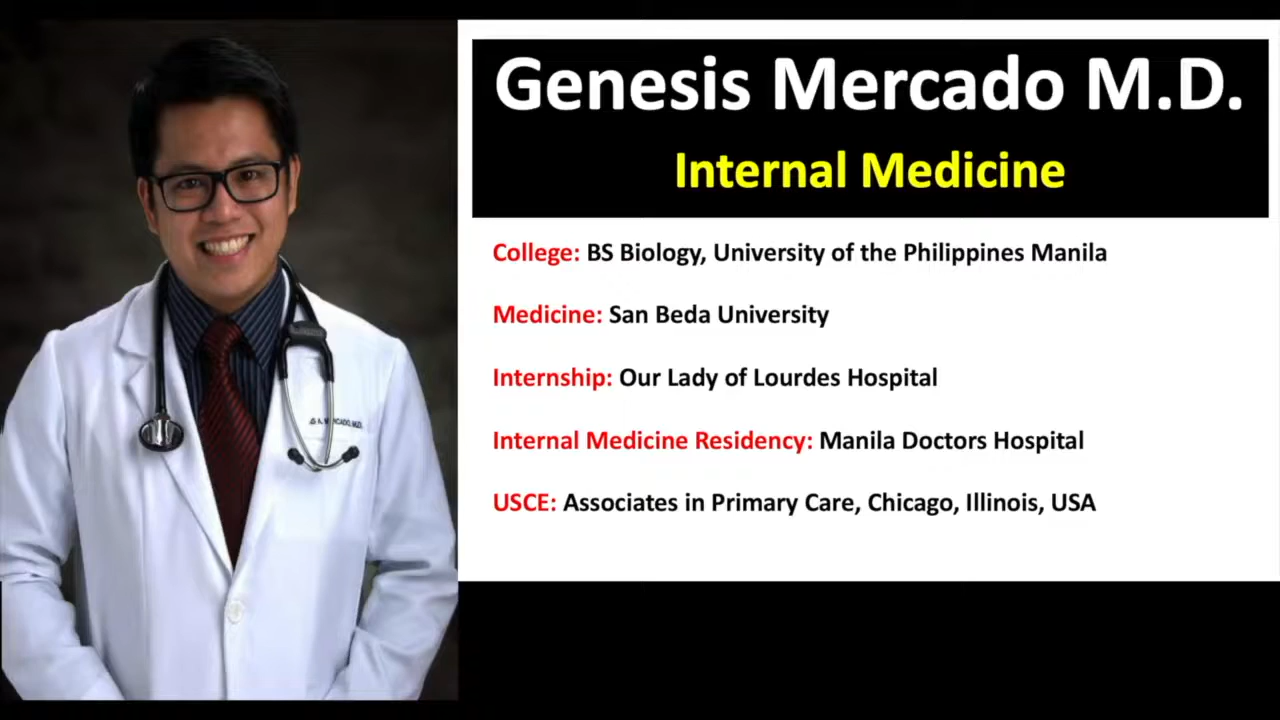 Genesis Mercado M.D.
Internal Medicine
College: BS Biology, University of the Philippines Manila
Medicine: San Beda University
Internship: Our Lady of Lourdes Hospital
Internal Medicine Residency: Manila Doctors Hospital
USCE: Associates in Primary Care, Chicago, Illinois, USA
A. MERCADO, M.D.